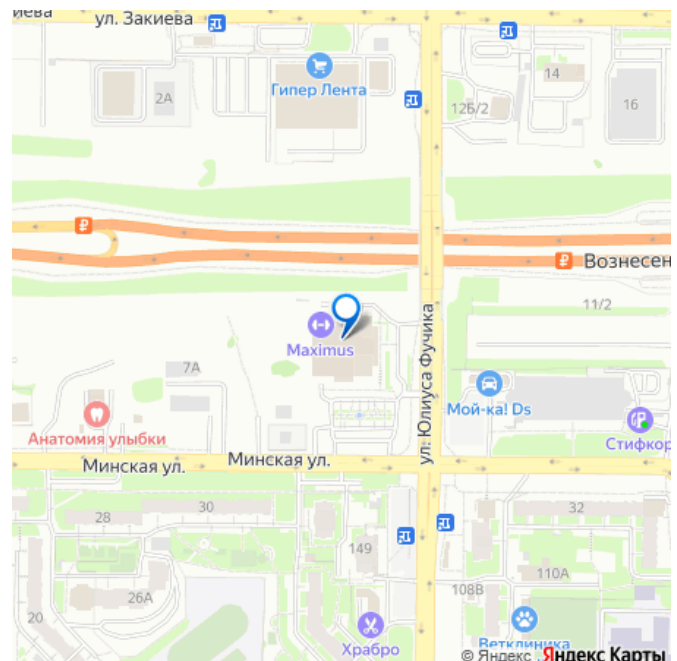 иева
ул. Закиева
Гипер Лента
2А
14
12Б/2
16
₽
₽
Вознесен
11/2
Maximus
ул. Юлиуса Фучика
7А
Мой-ка! Ds
Анатомия улыбки
Стифкор
Минская ул.
Минская ул.
28
30
32
149
110А
108В
26А
20
Храбро
Ветклиника
© Яндекс Яндекс Карты